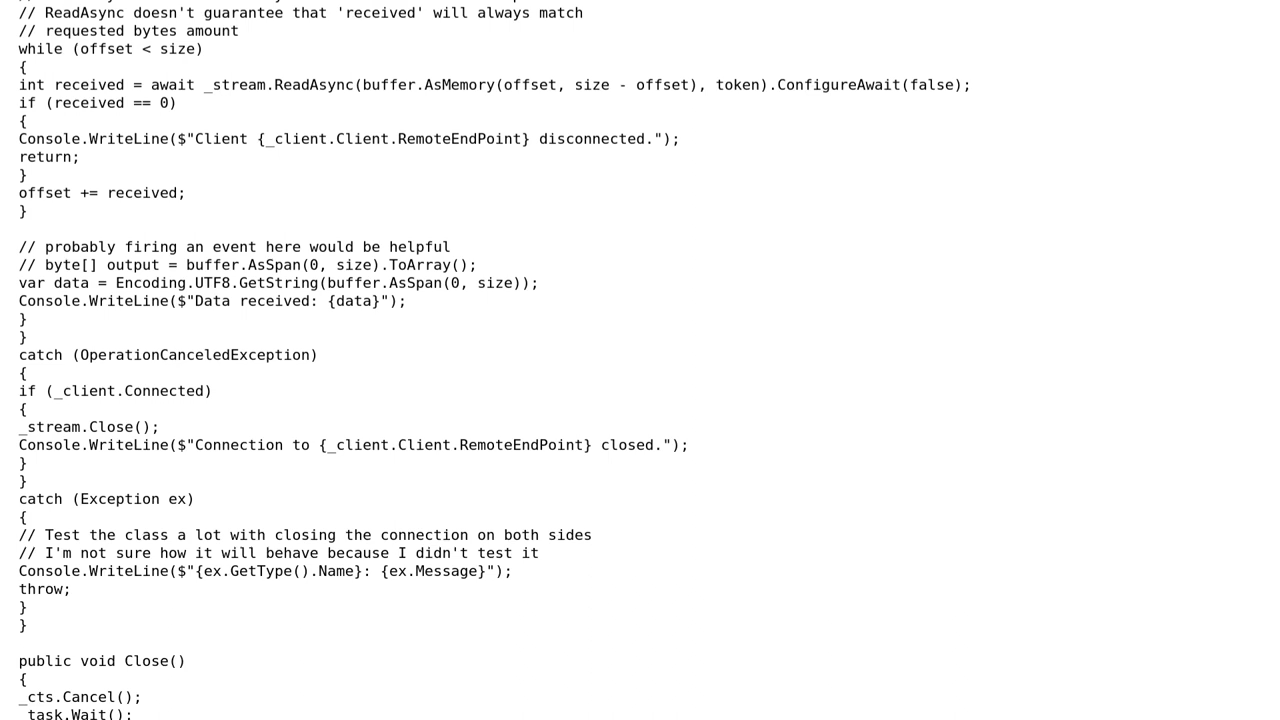 // ReadAsync doesn't guarantee that 'received' will always match
// requested bytes amount
while (offset < size)
{
int received = await _stream.ReadAsync(buffer.AsMemory(offset, size - offset), token).ConfigureAwait(false);
if (received == 0)
{
Console.WriteLine($"Client {_client.Client.RemoteEndPoint} disconnected.");
return;
}
offset += received;
}

// probably firing an event here would be helpful
// byte[] output = buffer.AsSpan(0, size).ToArray();
var data = Encoding.UTF8.GetString(buffer.AsSpan(0, size));
Console.WriteLine($"Data received: {data}");
}
}
catch (OperationCanceledException)
{
if (_client.Connected)
{
_stream.Close();
Console.WriteLine($"Connection to {_client.Client.RemoteEndPoint} closed.");
}
}
catch (Exception ex)
{
// Test the class a lot with closing the connection on both sides
// I'm not sure how it will behave because I didn't test it
Console.WriteLine($"{ex.GetType().Name}: {ex.Message}");
throw;
}
}

public void Close()
{
_cts.Cancel();
_task.Wait();